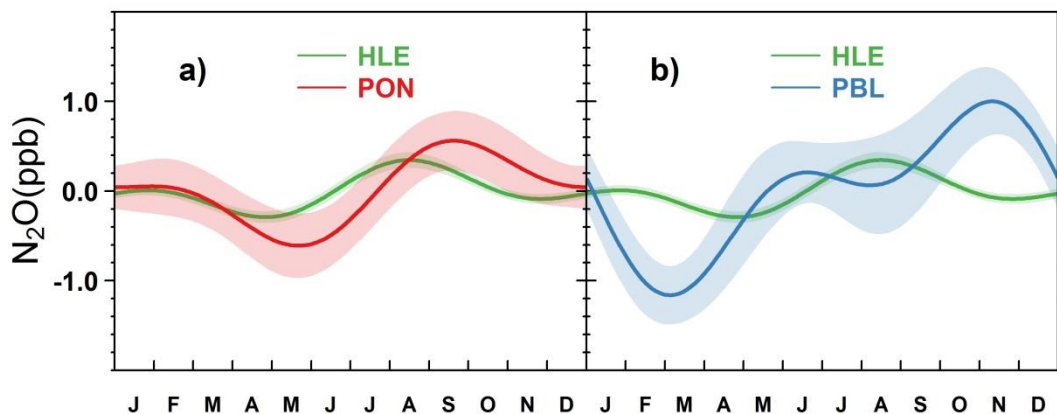 a)
HLE
PON
b)
HLE
PBL
N₂O(ppb)
1.0
0.0
-1.0
J F M A M J J A S O N D
J F M A M J J A S O N D